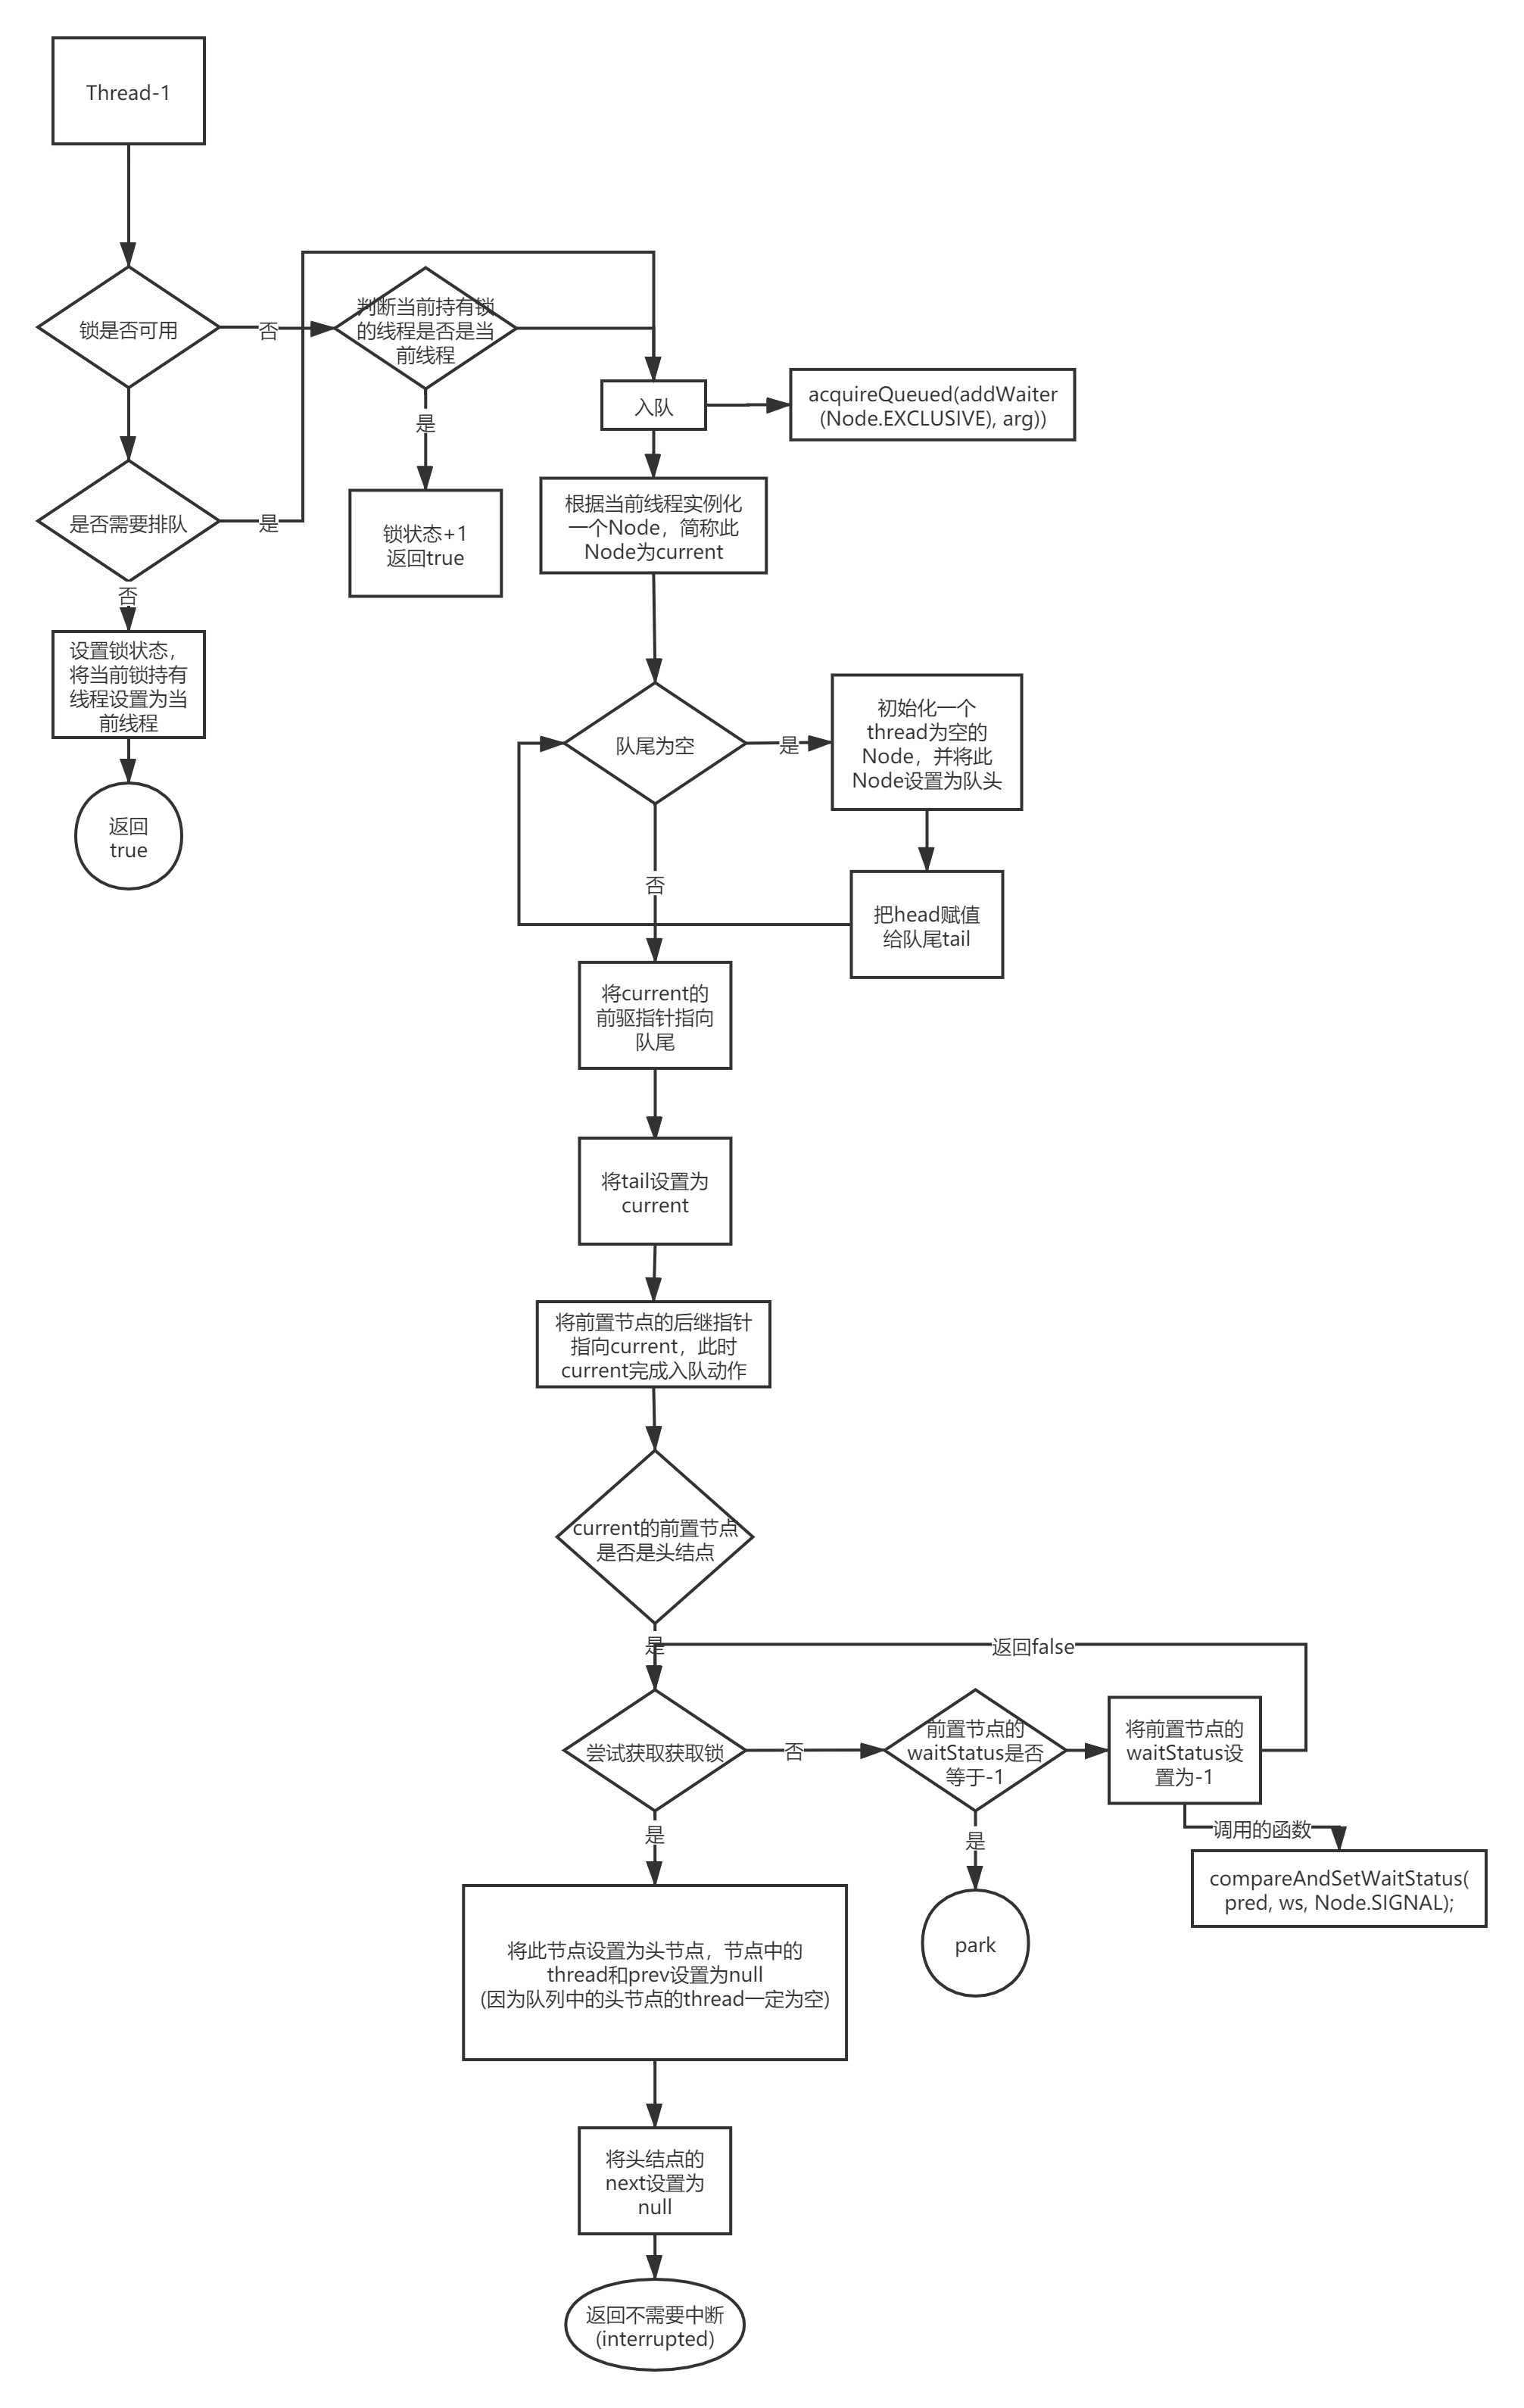 Thread-1
锁是否可用
否
判断当前持有锁
的线程是否是当
前线程
入队
acquireQueued(addWaiter
(Node.EXCLUSIVE), arg))
是
是否需要排队
是
锁状态+1
返回true
根据当前线程实例化
一个Node，简称此
Node为current
否
设置锁状态，
将当前锁持有
线程设置为当
前线程
返回
true
队尾为空
是
初始化一个
thread为空的
Node，并将此
Node设置为队头
否
把head赋值
给队尾tail
将current的
前驱指针指向
队尾
将tail设置为
current
将前置节点的后继指针
指向current，此时
current完成入队动作
current的前置节点
是否是头结点
是
返回false
尝试获取获取锁
否
前置节点的
waitStatus是否
等于-1
将前置节点的
waitStatus设
置为-1
是
是
调用的函数
compareAndSetWaitStatus(
pred, ws, Node.SIGNAL);
park
将此节点设置为头节点，节点中的
thread和prev设置为null
(因为队列中的头节点的thread一定为空)
将头结点的
next设置为
null
返回不需要中断
(interrupted)